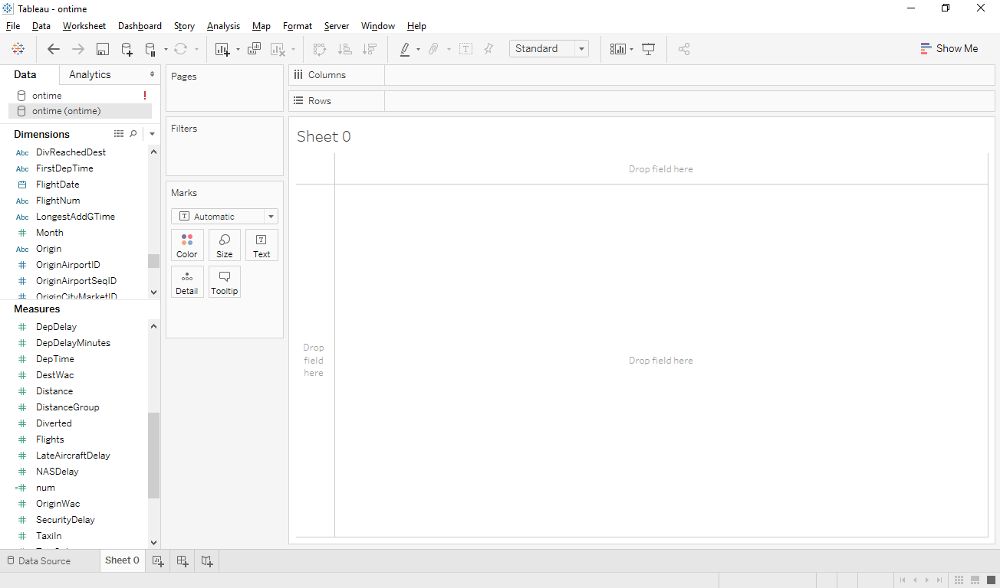 Tableau - ontime
File Data Worksheet Dashboard Story Analysis Map Format Server Window Help
Standard
Show Me
Data Analytics
ontime !
ontime (ontime)
Dimensions
Abc DivReachedDest
Abc FirstDepTime
FlightDate
Abc FlightNum
Abc LongestAddGTime
# Month
Abc Origin
# OriginAirportID
# OriginAirportSeqID
# OriginCityMarketID
Measures
# DepDelay
# DepDelayMinutes
# DepTime
# DestWac
# Distance
# DistanceGroup
# Diverted
# Flights
# LateAircraftDelay
# NASDelay
=# num
# OriginWac
# SecurityDelay
# TaxiIn
Pages
Filters
Marks
T Automatic
Color Size Text
Detail Tooltip
Columns
Rows
Sheet 0
Drop field here
Drop
field
here
Drop field here
Data Source Sheet 0